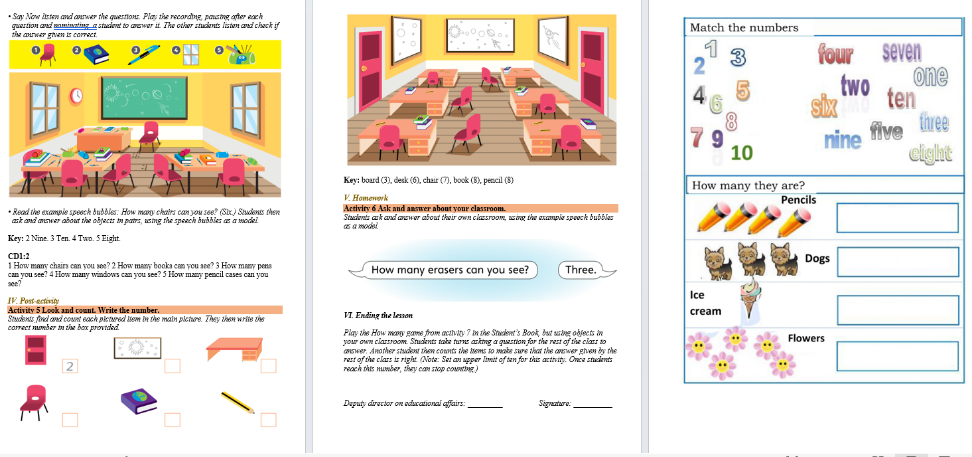 • Say Now listen and answer the questions. Play the recording, pausing after each
question and nominating a student to answer it. The other students listen and check if
the answer given is correct.
1 2 3 4 5
• Read the example speech bubbles: How many chairs can you see? (Six.) Students then
ask and answer about the objects in pairs, using the speech bubbles as a model.
Key: 2 Nine. 3 Ten. 4 Two. 5 Eight.
CD1:2
1 How many chairs can you see? 2 How many books can you see? 3 How many pens
can you see? 4 How many windows can you see? 5 How many pencil cases can you
see?
IV. Post-activity
Activity 5 Look and count. Write the number.
Students find and count each pictured item in the main picture. They then write the
correct number in the box provided.
2
Key: board (3), desk (6), chair (7), book (8), pencil (8)
V. Homework
Activity 6 Ask and answer about your classroom.
Students ask and answer about their own classroom, using the example speech bubbles
as a model.
How many erasers can you see?
Three.
VI. Ending the lesson
Play the How many game from activity 7 in the Student's Book, but using objects in
your own classroom. Students take turns asking a question for the rest of the class to
answer. Another student then counts the items to make sure that the answer given by the
rest of the class is right. (Note: Set an upper limit of ten for this activity. Once students
reach this number, they can stop counting.)
Deputy director on educational affairs: ________ Signature: ________
Match the numbers
1 2 3
4 6 5
7 9 8
10
four seven
one
two
six ten
three
nine five
eight
How many they are?
Pencils
Dogs
Ice
cream
Flowers